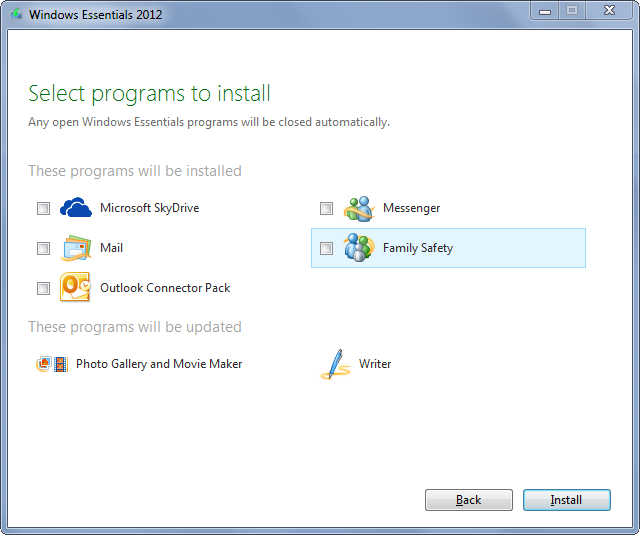 Windows Essentials 2012
Select programs to install
Any open Windows Essentials programs will be closed automatically.
These programs will be installed
Microsoft SkyDrive
Messenger
Mail
Family Safety
Outlook Connector Pack
These programs will be updated
Photo Gallery and Movie Maker
Writer
Back
Install